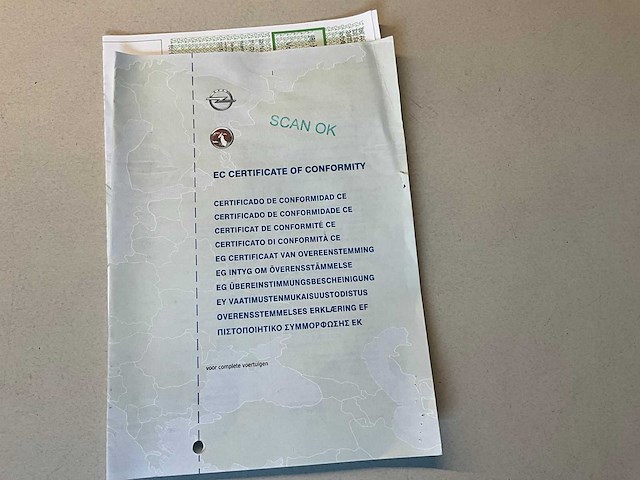 SCAN OK
EC CERTIFICATE OF CONFORMITY
CERTIFICADO DE CONFORMIDAD CE
CERTIFICADO DE CONFORMIDADE CE
CERTIFICAT DE CONFORMITÉ CE
CERTIFICATO DI CONFORMITÀ CE
EG CERTIFICAAT VAN OVEREENSTEMMING
EG INTYG OM ÖVERENSSTÄMMELSE
EG ÜBEREINSTIMMUNGSBESCHEINIGUNG
EY VAATIMUSTENMUKAISUUSTODISTUS
OVERENSSTEMMELSES ERKLÆRING EF
ΠΙΣΤΟΠΟΙΗΤΙΚΟ ΣΥΜΜΟΡΦΩΣΗΣ ΕΚ
voor complete voertuigen